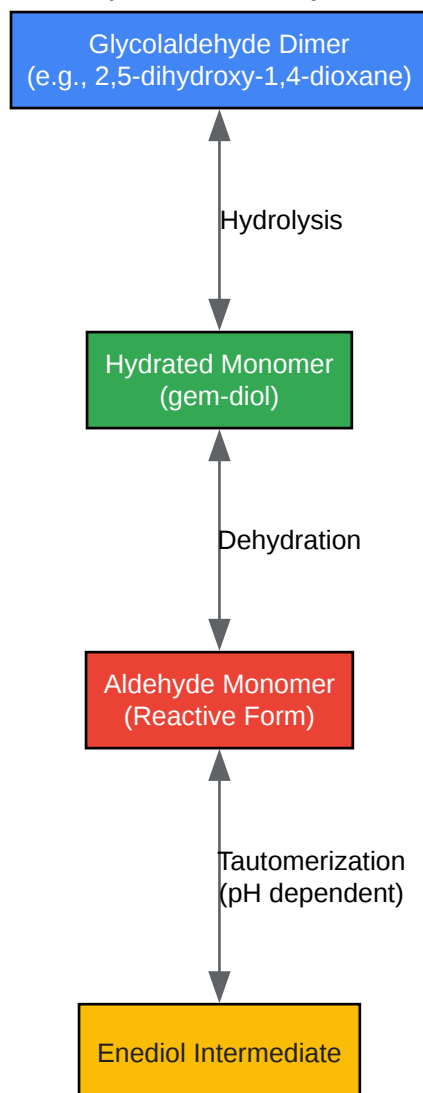 Glycolaldehyde Dimer
(e.g., 2,5-dihydroxy-1,4-dioxane)
Hydrolysis
Hydrated Monomer
(gem-diol)
Dehydration
Aldehyde Monomer
(Reactive Form)
Tautomerization
(pH dependent)
Enediol Intermediate